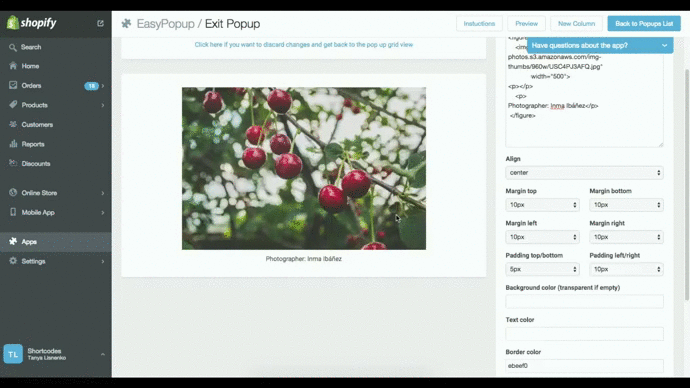 shopify
EasyPopup / Exit Popup
Instuctions
Preview
New Column
Back to Popups List
Search
Home
Orders
15
Products
Customers
Reports
Discounts
Online Store
Mobile App
Apps
Settings
TL
Shortcodes
Tanya Lisnenko
Click here if you want to discard changes and get back to the pop up grid view
Photographer: Inma Ibáñez
Have questions about the app?
photos.s3.amazonaws.com/img-
thumbs/960w/USC4PJ3AFQ.jpg"
width="500">
<p></p>
<p>
Photographer: Inma Ibáñez</p>
</figure>
Align
center
Margin top
Margin bottom
10px
10px
Margin left
Margin right
10px
10px
Padding top/bottom
Padding left/right
5px
10px
Background color (transparent if empty)
Text color
Border color
ebeef0